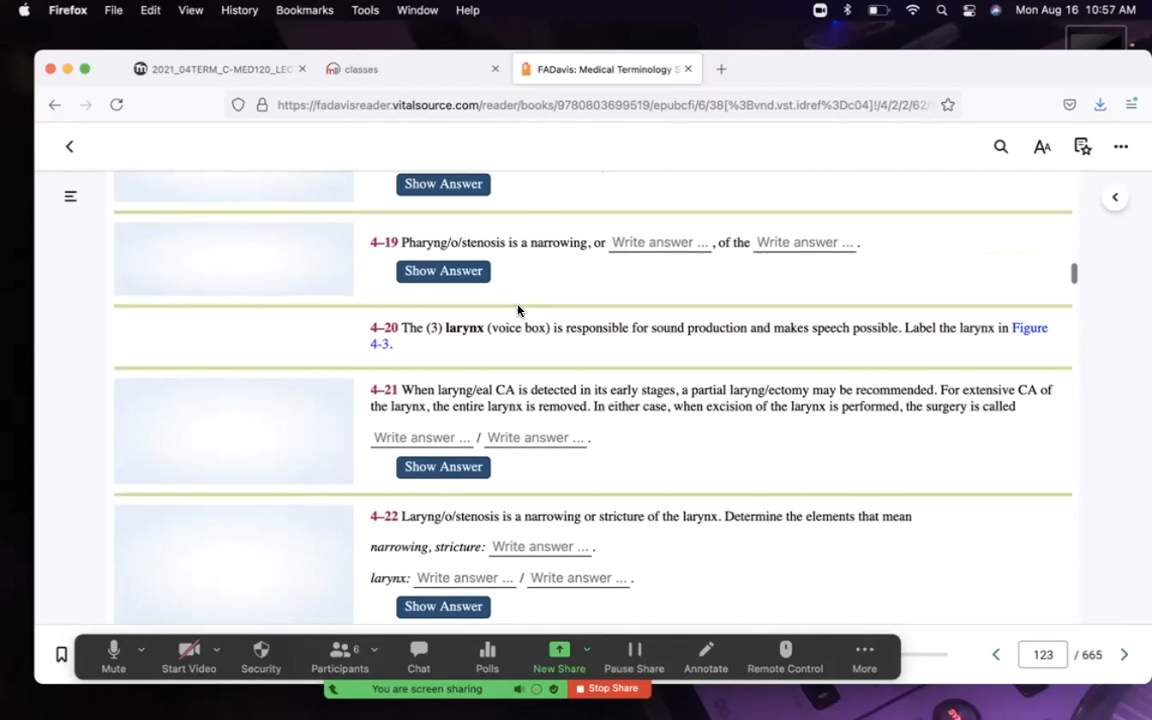 Firefox File Edit View History Bookmarks Tools Window Help Mon Aug 16 10:57 AM
2021_04TERM_C-MED120_LEC classes FADavis: Medical Terminology S
https://fadavisreader.vitalsource.com/reader/books/9780803699519/epubcfi/6/38[%3Bvnd.vst.idref%3Dc04]!/4/2/2/62/
AA
Show Answer
4–19 Pharyng/o/stenosis is a narrowing, or Write answer ... , of the Write answer ... .
Show Answer
4–20 The (3) larynx (voice box) is responsible for sound production and makes speech possible. Label the larynx in Figure
4-3.
4–21 When laryng/eal CA is detected in its early stages, a partial laryng/ectomy may be recommended. For extensive CA of
the larynx, the entire larynx is removed. In either case, when excision of the larynx is performed, the surgery is called
Write answer ... / Write answer ... .
Show Answer
4–22 Laryng/o/stenosis is a narrowing or stricture of the larynx. Determine the elements that mean
narrowing, stricture: Write answer ... .
larynx: Write answer ... / Write answer ... .
Show Answer
6
Mute Start Video Security Participants Chat Polls New Share Pause Share Annotate Remote Control More
123 / 665
You are screen sharing Stop Share